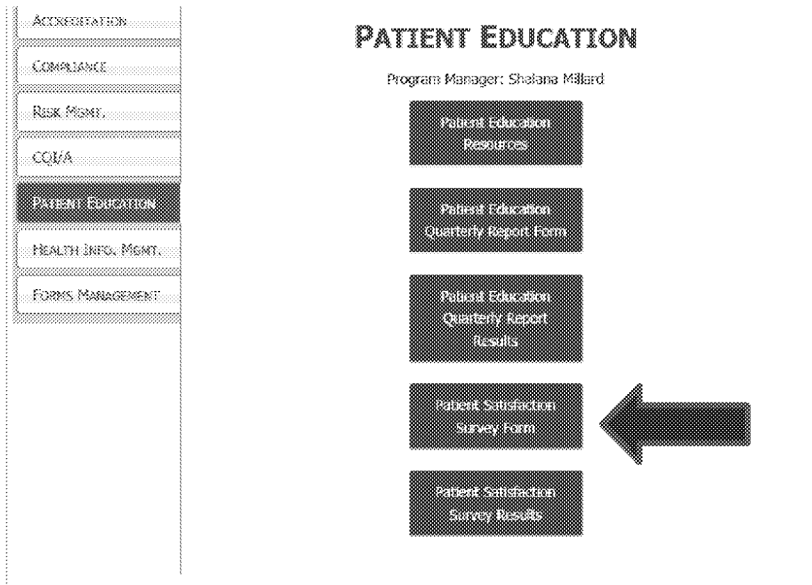 ACCREDITATION
COMPLIANCE
RISK MGMT.
CQI/A
PATIENT EDUCATION
HEALTH INFO. MGMT.
FORMS MANAGEMENT
PATIENT EDUCATION
Program Manager: Shalana Millard
Patient Education
Resources
Patient Education
Quarterly Report Form
Patient Education
Quarterly Report
Results
Patient Satisfaction
Survey Form
Patient Satisfaction
Survey Results